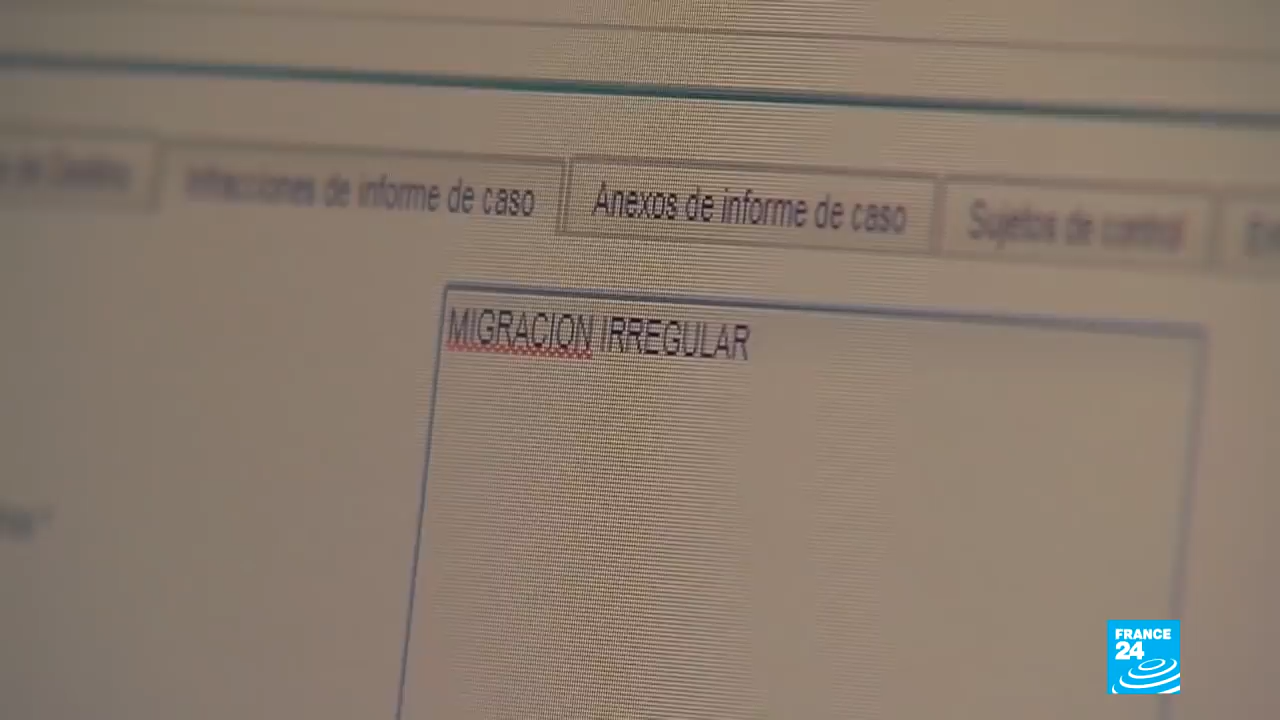 Infracciones de informe de caso
Anexos de informe de caso
Sujetos de control
MIGRACION IRREGULAR
FRANCE
24